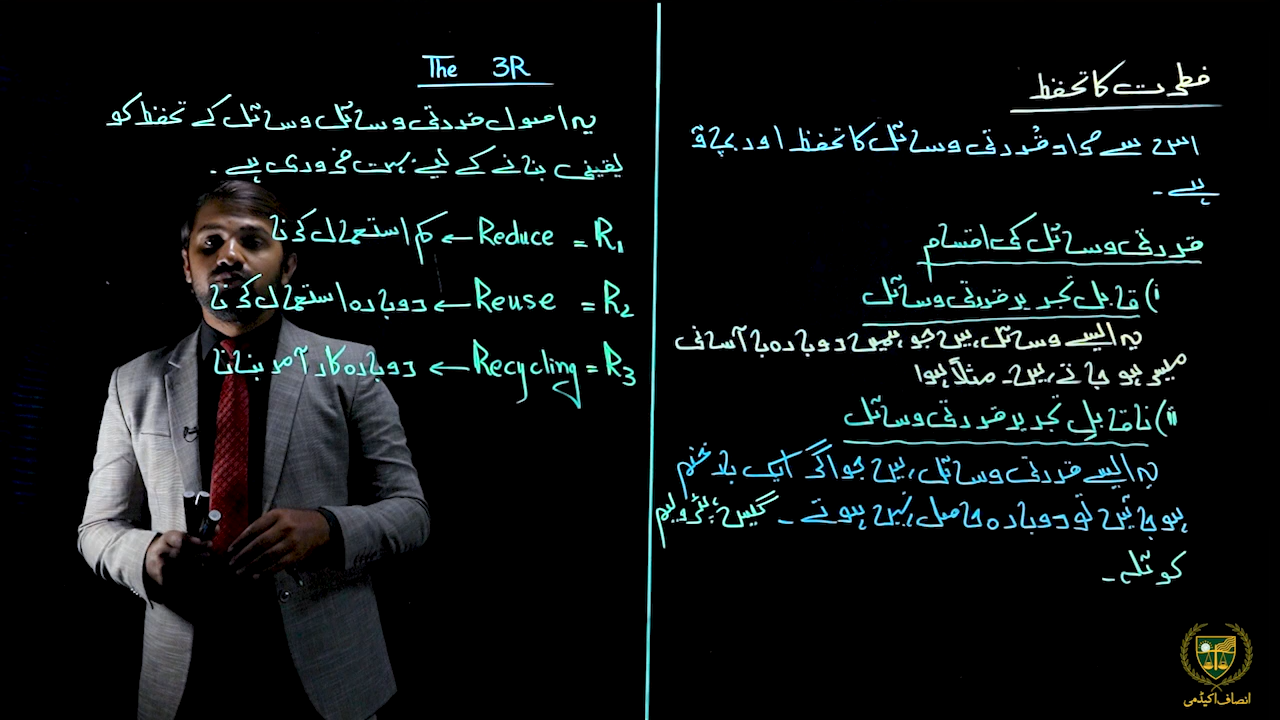 فطرت کا تحفظ
اس سے مراد قدرتی وسائل کا تحفظ اور بچاؤ
ہے۔
قدرتی وسائل کی اقسام
i) قابل تجدید قدرتی وسائل
یہ ایسے وسائل ہیں جو ہمیں دوبارہ با آسانی
میسر ہو جاتے ہیں۔ مثلاً ہوا
ii) ناقابلِ تجدید قدرتی وسائل
یہ ایسے قدرتی وسائل ہیں جو اگر ایک بار ختم
ہو جائیں تو دوبارہ حاصل نہیں ہوتے۔ گیس، پٹرولیم
کوئلہ۔
The 3R
یہ اصول قدرتی وسائل وسائل کے تحفظ کو
یقینی بنانے کے لیے بہت ضروری ہے۔
R1 = Reduce ← کم استعمال کرنا
R2 = Reuse ← دوبارہ استعمال کرنا
R3 = Recycling ← دوبارہ کار آمد بنانا
انصاف اکیڈمی